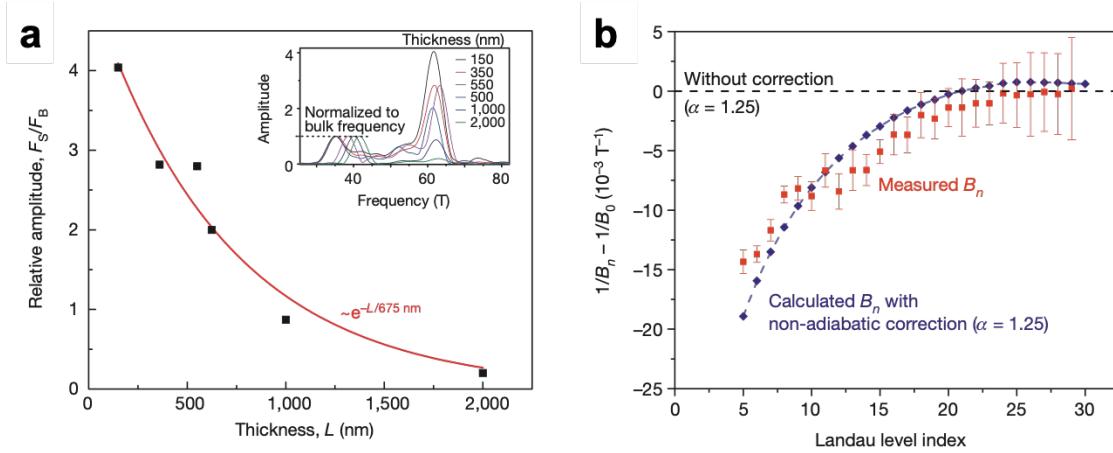 a
Relative amplitude, F_S/F_B
4
3
2
1
0
0
500
1,000
1,500
2,000
Thickness, L (nm)
~e^{–L/675 nm}
Thickness (nm)
150
350
550
500
1,000
2,000
Normalized to
bulk frequency
Amplitude
4
2
0
40
60
80
Frequency (T)
b
1/B_n – 1/B_0 (10^{–3} T^{–1})
5
0
–5
–10
–15
–20
–25
0
5
10
15
20
25
30
Landau level index
Without correction
(α = 1.25)
Measured B_n
Calculated B_n with
non-adiabatic correction (α = 1.25)